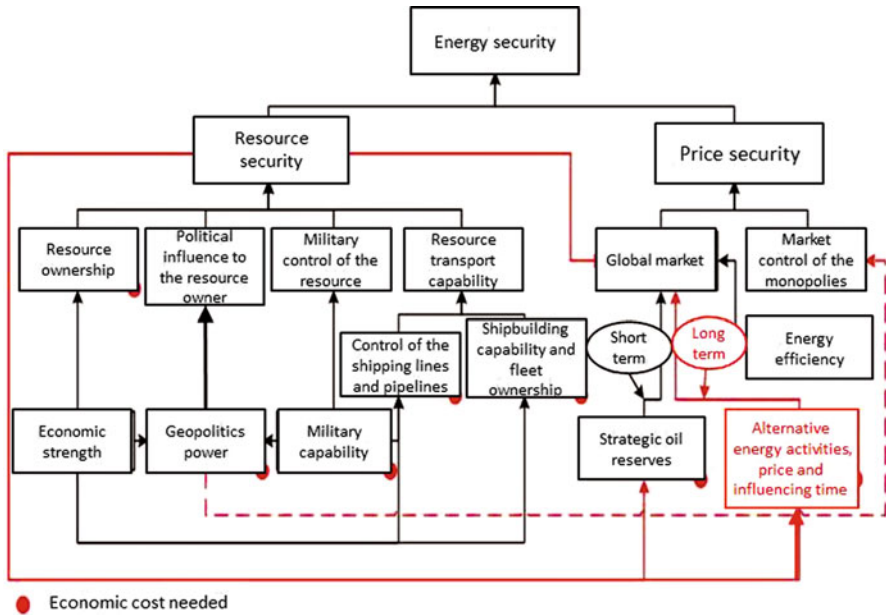 Energy security
Resource
security
Price security
Resource
ownership
Political
influence to
the resource
owner
Military
control of the
resource
Resource
transport
capability
Global market
Market
control of the
monopolies
Control of the
shipping lines
and pipelines
Shipbuilding
capability and
fleet
ownership
Short
term
Long
term
Energy
efficiency
Economic
strength
Geopolitics
power
Military
capability
Strategic oil
reserves
Alternative
energy activities,
price and
influencing time
Economic cost needed